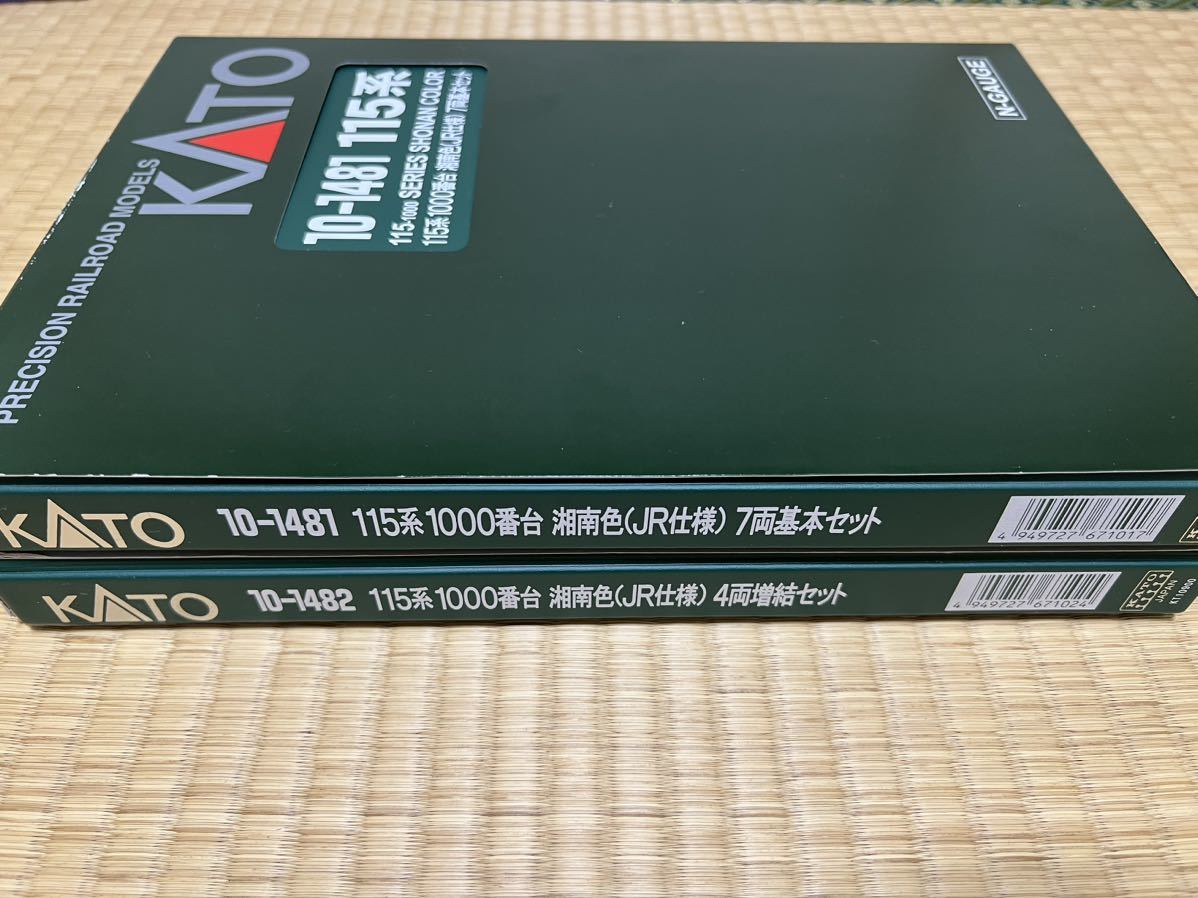 KATO
PRECISION RAILROAD MODELS
10-1481 115系
115-1000 SERIES SHONAN COLOR
115系1000番台 湘南色(JR仕様) 7両基本セット
N-GAUGE
KATO 10-1481 115系1000番台 湘南色(JR仕様) 7両基本セット
4 949727 671017
KATO 10-1482 115系1000番台 湘南色(JR仕様) 4両増結セット
4 949727 671024
KATO
JAPAN